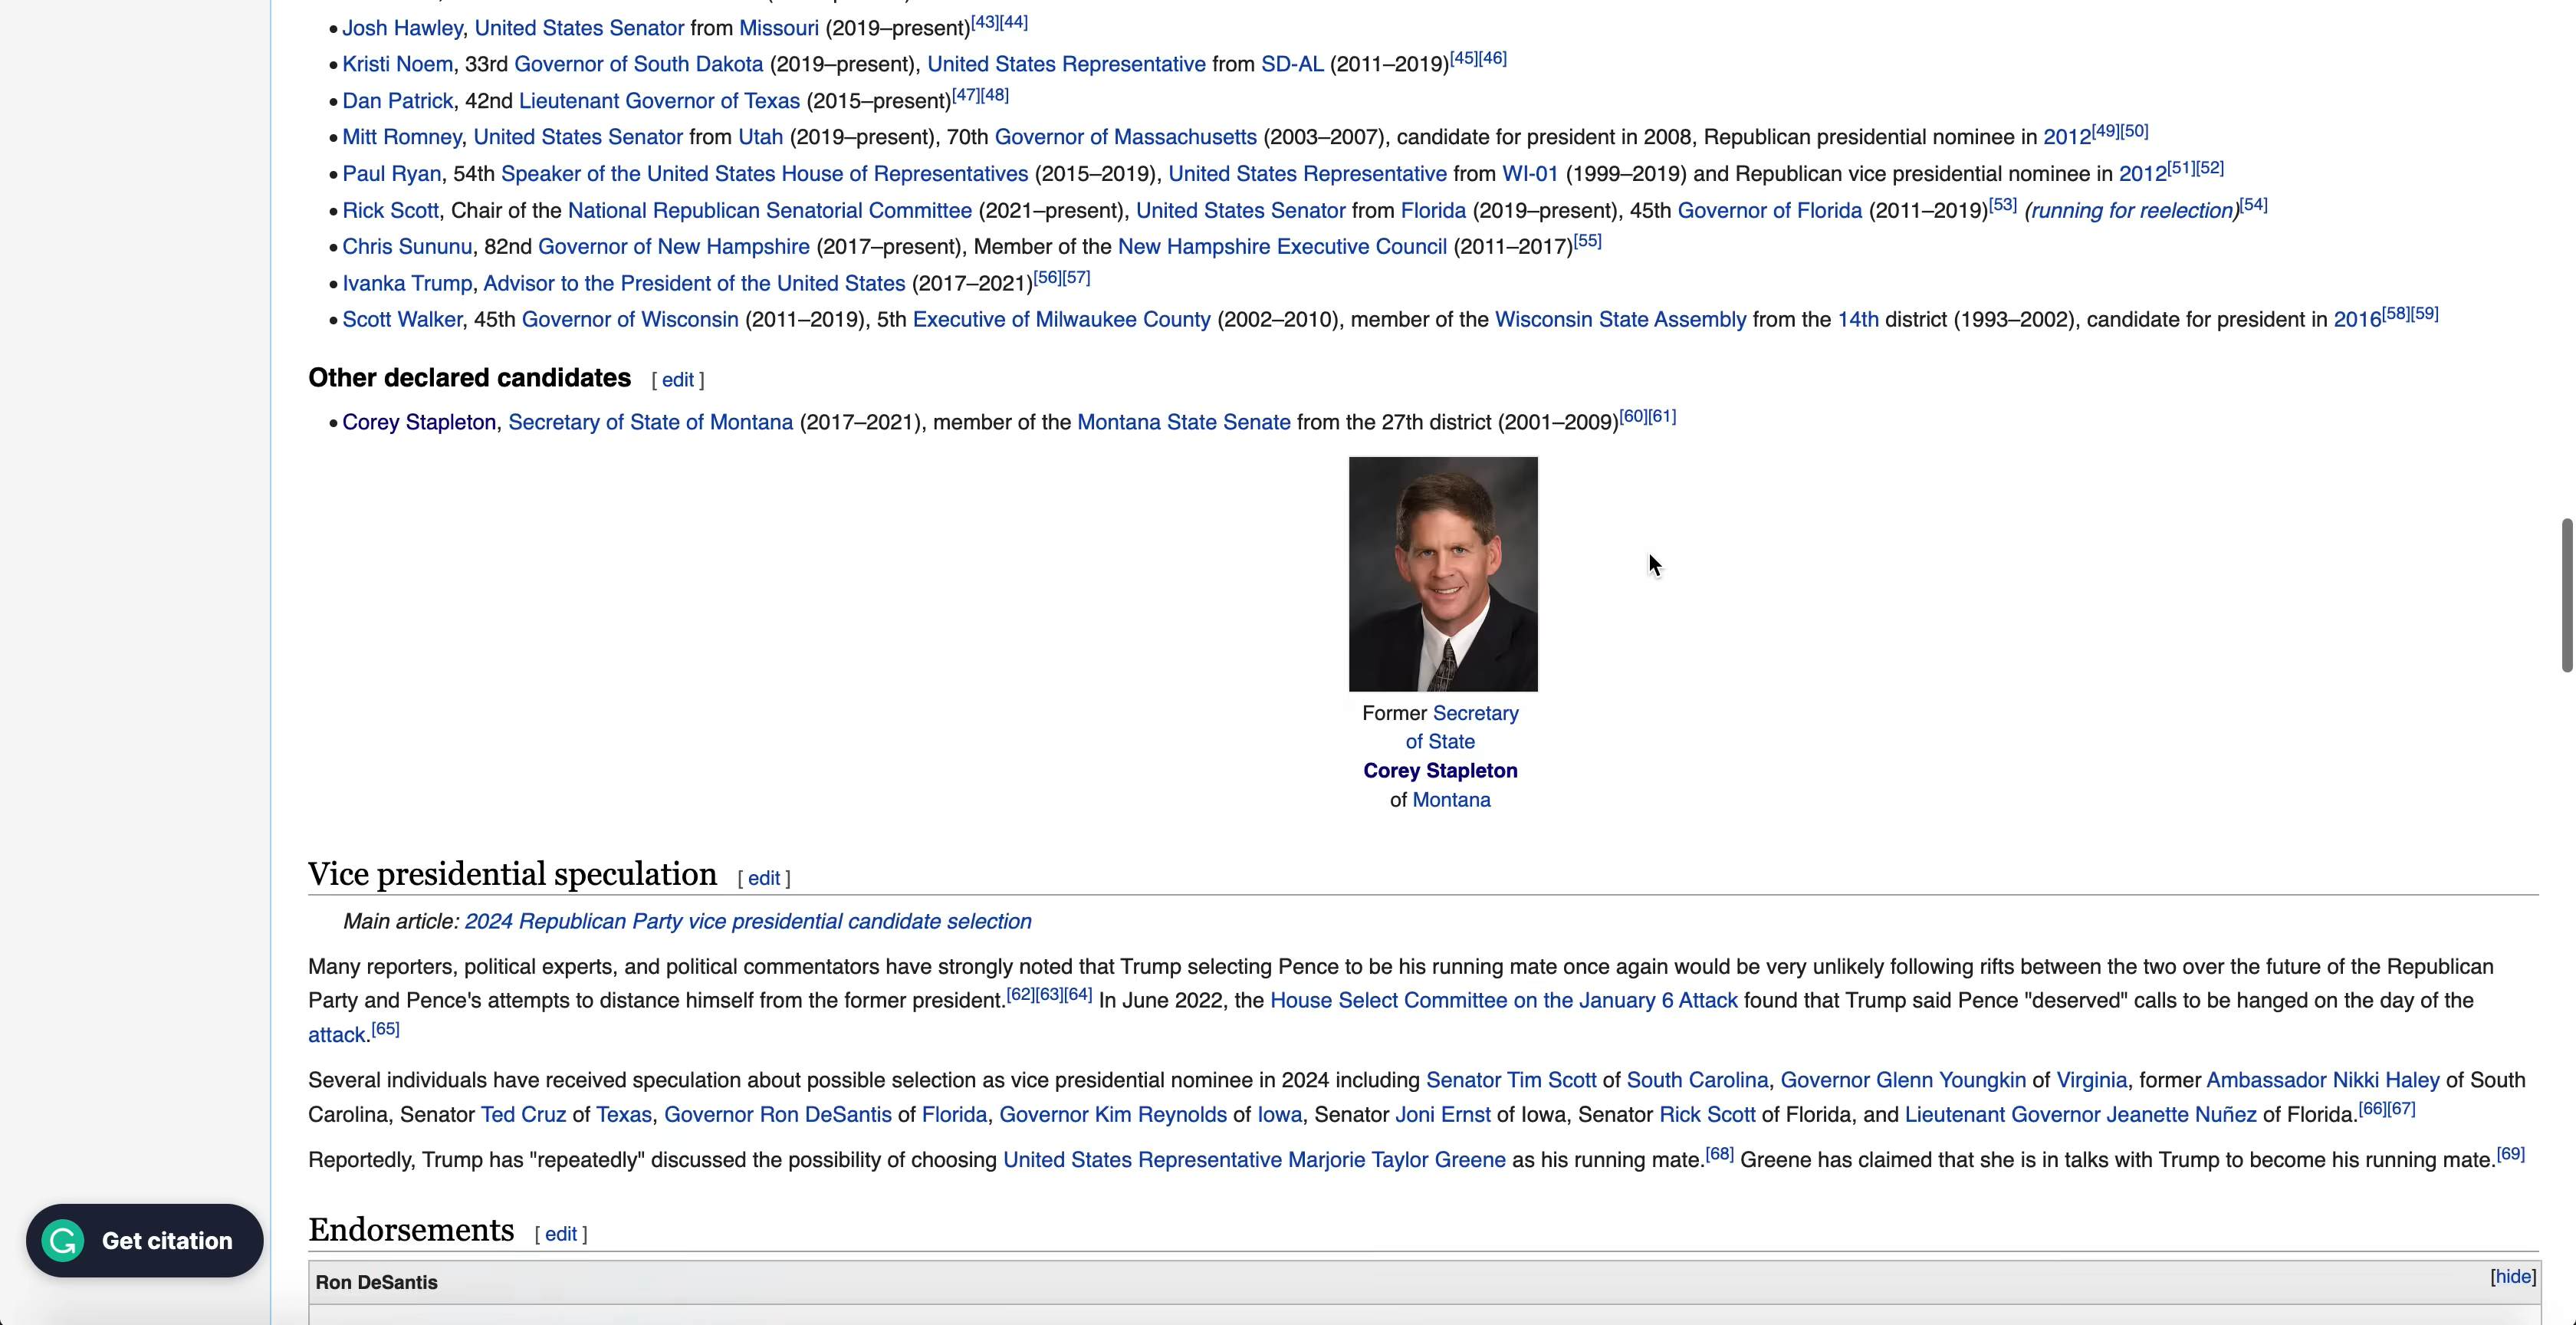 • Josh Hawley, United States Senator from Missouri (2019–present)[43][44]
• Kristi Noem, 33rd Governor of South Dakota (2019–present), United States Representative from SD-AL (2011–2019)[45][46]
• Dan Patrick, 42nd Lieutenant Governor of Texas (2015–present)[47][48]
• Mitt Romney, United States Senator from Utah (2019–present), 70th Governor of Massachusetts (2003–2007), candidate for president in 2008, Republican presidential nominee in 2012[49][50]
• Paul Ryan, 54th Speaker of the United States House of Representatives (2015–2019), United States Representative from WI-01 (1999–2019) and Republican vice presidential nominee in 2012[51][52]
• Rick Scott, Chair of the National Republican Senatorial Committee (2021–present), United States Senator from Florida (2019–present), 45th Governor of Florida (2011–2019)[53] (running for reelection)[54]
• Chris Sununu, 82nd Governor of New Hampshire (2017–present), Member of the New Hampshire Executive Council (2011–2017)[55]
• Ivanka Trump, Advisor to the President of the United States (2017–2021)[56][57]
• Scott Walker, 45th Governor of Wisconsin (2011–2019), 5th Executive of Milwaukee County (2002–2010), member of the Wisconsin State Assembly from the 14th district (1993–2002), candidate for president in 2016[58][59]
Other declared candidates [ edit ]
• Corey Stapleton, Secretary of State of Montana (2017–2021), member of the Montana State Senate from the 27th district (2001–2009)[60][61]
Former Secretary
of State
Corey Stapleton
of Montana
Vice presidential speculation [ edit ]
Main article: 2024 Republican Party vice presidential candidate selection
Many reporters, political experts, and political commentators have strongly noted that Trump selecting Pence to be his running mate once again would be very unlikely following rifts between the two over the future of the Republican
Party and Pence's attempts to distance himself from the former president.[62][63][64] In June 2022, the House Select Committee on the January 6 Attack found that Trump said Pence "deserved" calls to be hanged on the day of the
attack.[65]
Several individuals have received speculation about possible selection as vice presidential nominee in 2024 including Senator Tim Scott of South Carolina, Governor Glenn Youngkin of Virginia, former Ambassador Nikki Haley of South
Carolina, Senator Ted Cruz of Texas, Governor Ron DeSantis of Florida, Governor Kim Reynolds of Iowa, Senator Joni Ernst of Iowa, Senator Rick Scott of Florida, and Lieutenant Governor Jeanette Nuñez of Florida.[66][67]
Reportedly, Trump has "repeatedly" discussed the possibility of choosing United States Representative Marjorie Taylor Greene as his running mate.[68] Greene has claimed that she is in talks with Trump to become his running mate.[69]
Get citation
Endorsements [ edit ]
Ron DeSantis [hide]